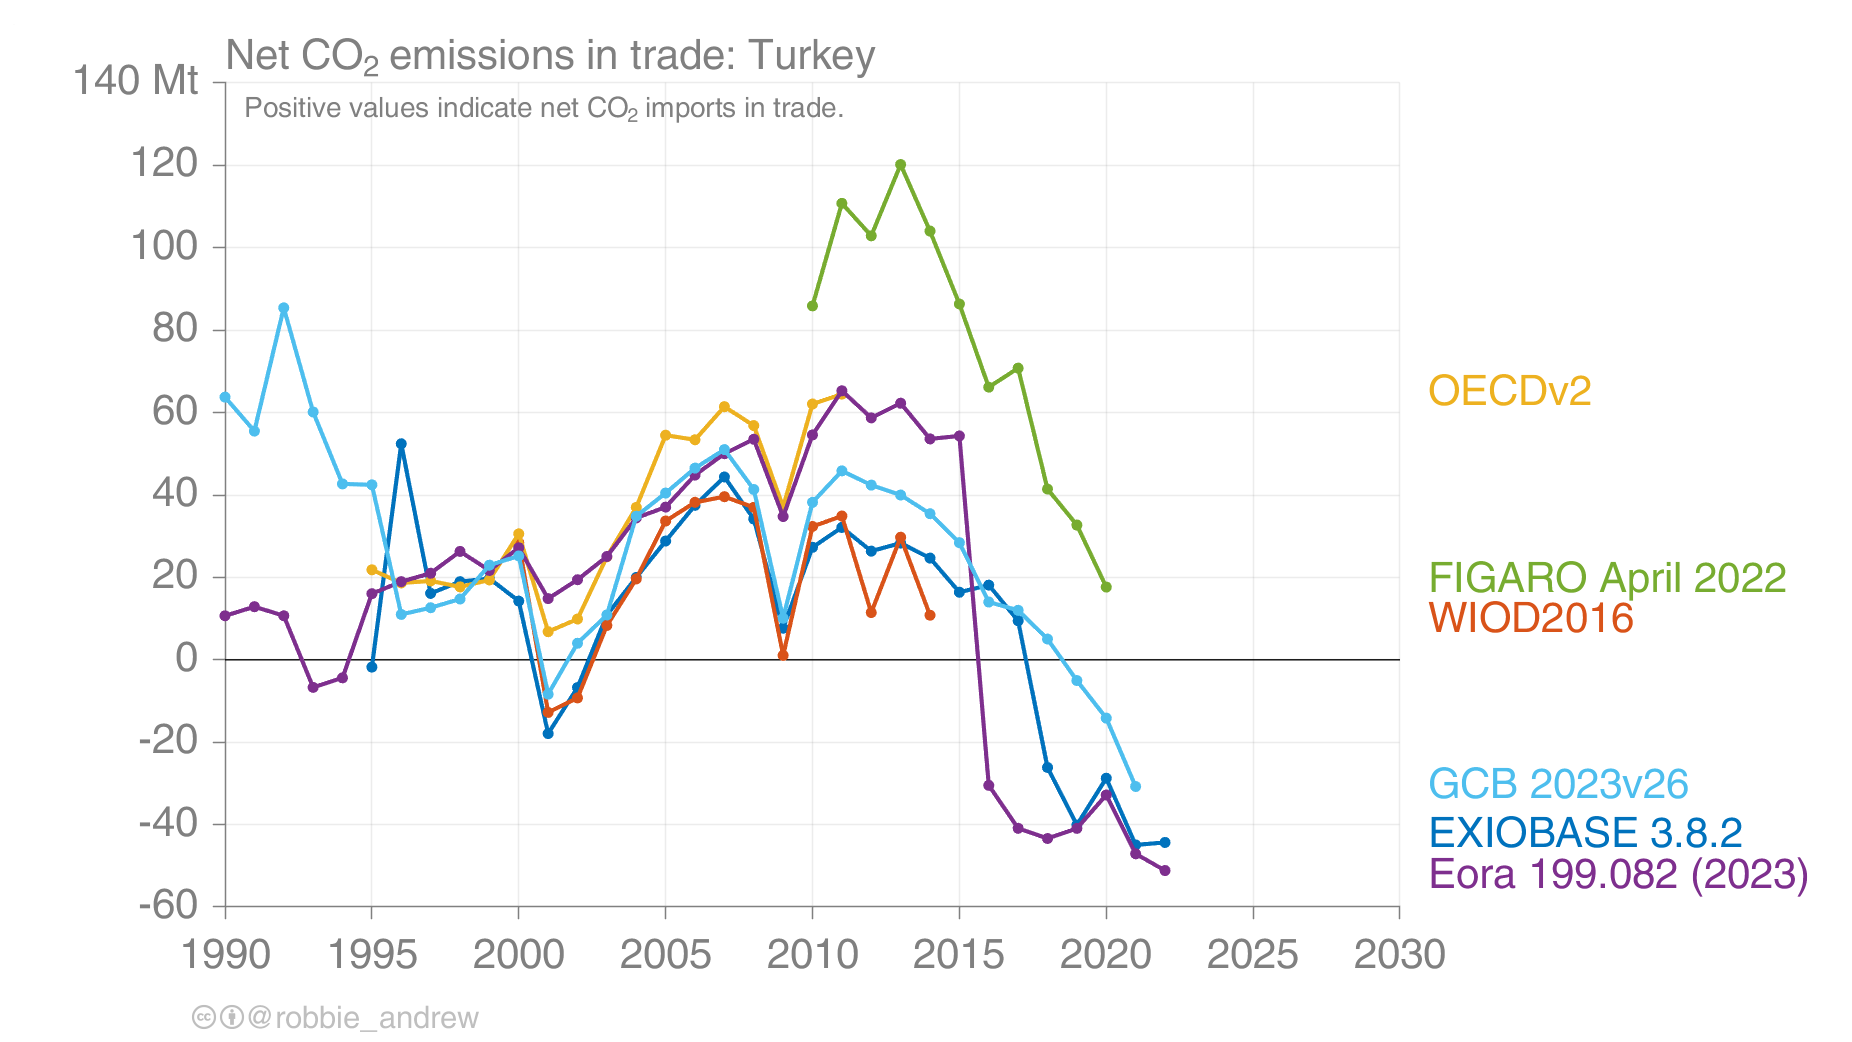 Net CO₂ emissions in trade: Turkey
140 Mt
Positive values indicate net CO₂ imports in trade.
120
100
80
60
40
20
0
-20
-40
-60
OECDv2
FIGARO April 2022
WIOD2016
GCB 2023v26
EXIOBASE 3.8.2
Eora 199.082 (2023)
1990 1995 2000 2005 2010 2015 2020 2025 2030
cc @robbie_andrew